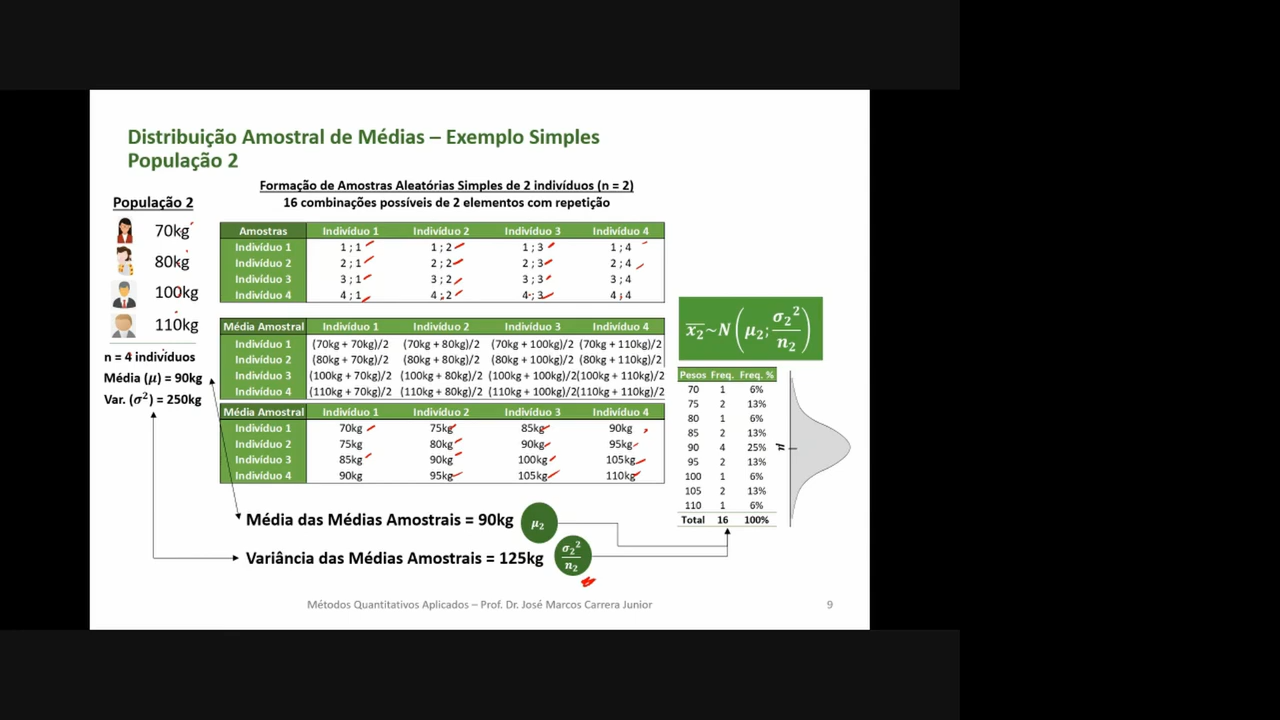 Distribuição Amostral de Médias – Exemplo Simples
População 2
Formação de Amostras Aleatórias Simples de 2 indivíduos (n = 2)
16 combinações possíveis de 2 elementos com repetição
População 2
70kg
80kg
100kg
110kg
n = 4 indivíduos
Média (μ) = 90kg
Var. (σ²) = 250kg
Amostras Indivíduo 1 Indivíduo 2 Indivíduo 3 Indivíduo 4
Indivíduo 1 1 ; 1 1 ; 2 1 ; 3 1 ; 4
Indivíduo 2 2 ; 1 2 ; 2 2 ; 3 2 ; 4
Indivíduo 3 3 ; 1 3 ; 2 3 ; 3 3 ; 4
Indivíduo 4 4 ; 1 4 ; 2 4 ; 3 4 ; 4
Média Amostral Indivíduo 1 Indivíduo 2 Indivíduo 3 Indivíduo 4
Indivíduo 1 (70kg + 70kg)/2 (70kg + 80kg)/2 (70kg + 100kg)/2 (70kg + 110kg)/2
Indivíduo 2 (80kg + 70kg)/2 (80kg + 80kg)/2 (80kg + 100kg)/2 (80kg + 110kg)/2
Indivíduo 3 (100kg + 70kg)/2 (100kg + 80kg)/2 (100kg + 100kg)/2 (100kg + 110kg)/2
Indivíduo 4 (110kg + 70kg)/2 (110kg + 80kg)/2 (110kg + 100kg)/2 (110kg + 110kg)/2
Média Amostral Indivíduo 1 Indivíduo 2 Indivíduo 3 Indivíduo 4
Indivíduo 1 70kg 75kg 85kg 90kg
Indivíduo 2 75kg 80kg 90kg 95kg
Indivíduo 3 85kg 90kg 100kg 105kg
Indivíduo 4 90kg 95kg 105kg 110kg
x̄₂~N(μ₂; σ₂²/n₂)
Pesos Freq. Freq. %
70 1 6%
75 2 13%
80 1 6%
85 2 13%
90 4 25%
95 2 13%
100 1 6%
105 2 13%
110 1 6%
Total 16 100%
μ
Média das Médias Amostrais = 90kg μ₂
Variância das Médias Amostrais = 125kg σ₂²/n₂
Métodos Quantitativos Aplicados – Prof. Dr. José Marcos Carrera Junior 9